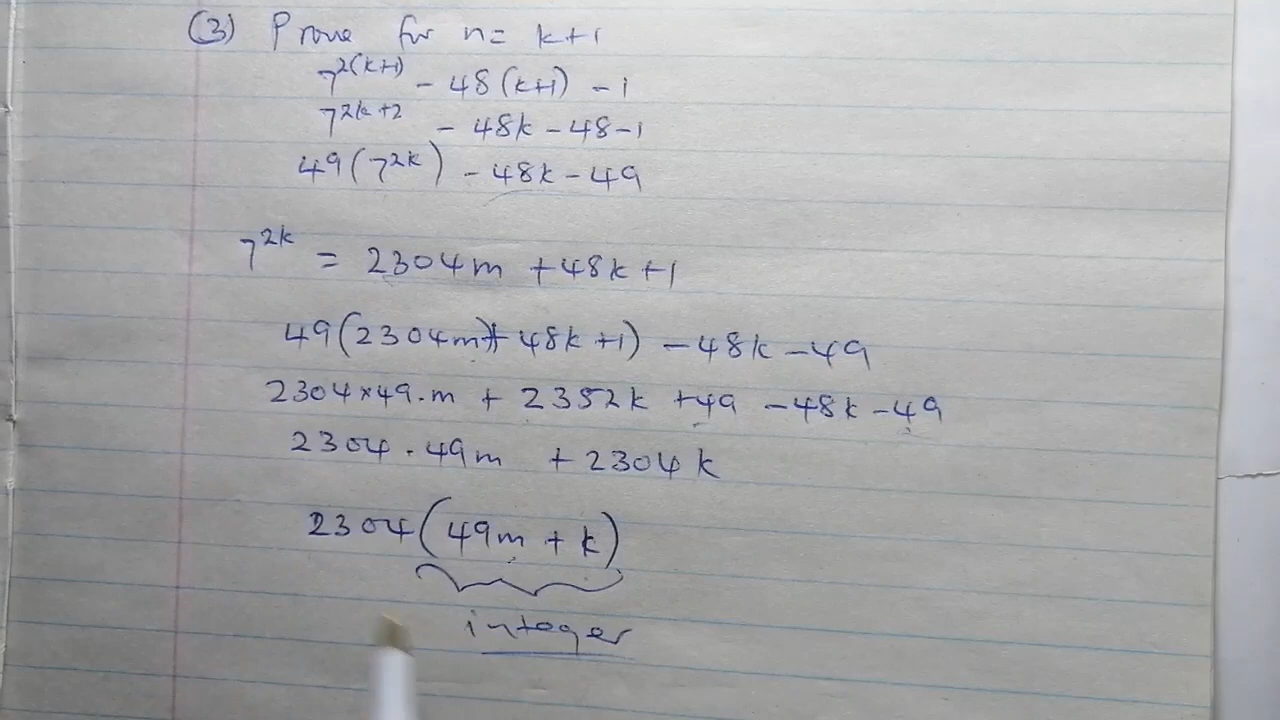 (3) Prove for n = k+1
7^2(k+1) - 48(k+1) - 1
7^2k+2 - 48k - 48 - 1
49(7^2k) - 48k - 49
7^2k = 2304m + 48k + 1
49(2304m + 48k + 1) - 48k - 49
2304×49.m + 2352k + 49 - 48k - 49
2304 . 49m + 2304k
2304(49m + k)
integer